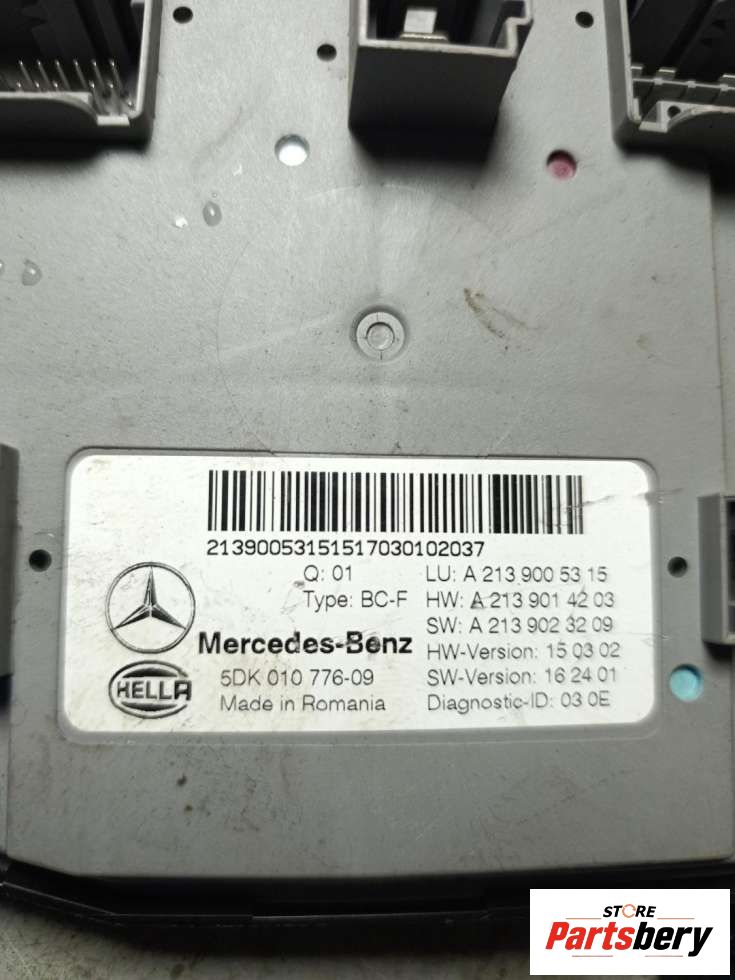 21390053151517030102037
Q: 01
Type: BC-F
Mercedes-Benz
HELLA
5DK 010 776-09
Made in Romania
LU: A 213 900 53 15
HW: A 213 901 42 03
SW: A 213 902 32 09
HW-Version: 15 03 02
SW-Version: 16 24 01
Diagnostic-ID: 03 0E
STORE
Partsbery